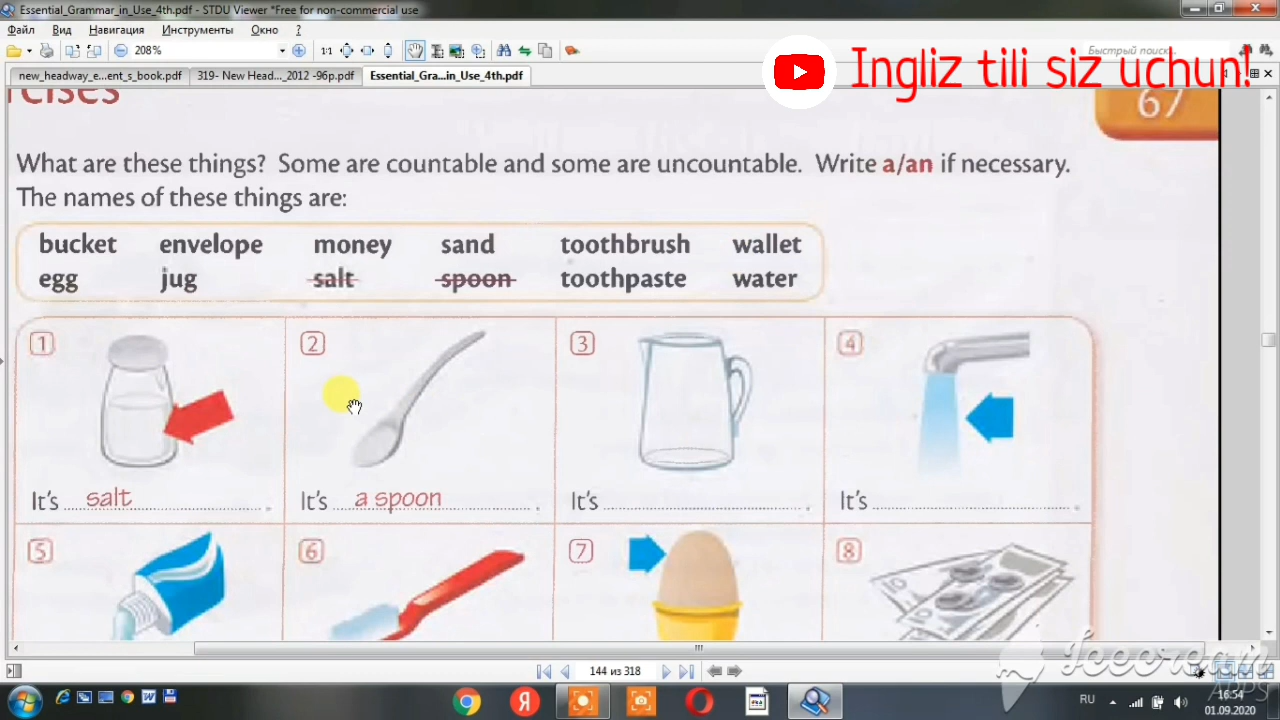 Essential_Grammar_in_Use_4th.pdf - STDU Viewer *Free for non-commercial use
Файл Вид Навигация Инструменты Окно ?
208% 1:1 Быстрый поиск...
new_headway_e...ent_s_book.pdf 319- New Head..._2012 -96p.pdf Essential_Gra...in_Use_4th.pdf
Ingliz tili siz uchun!
67
What are these things? Some are countable and some are uncountable. Write a/an if necessary.
The names of these things are:
bucket envelope money sand toothbrush wallet
egg jug salt spoon toothpaste water
1 2 3 4
It's salt .
It's a spoon .
It's .
It's .
5 6 7 8
144 из 318
Icecream
APPS
RU 16:54
01.09.2020